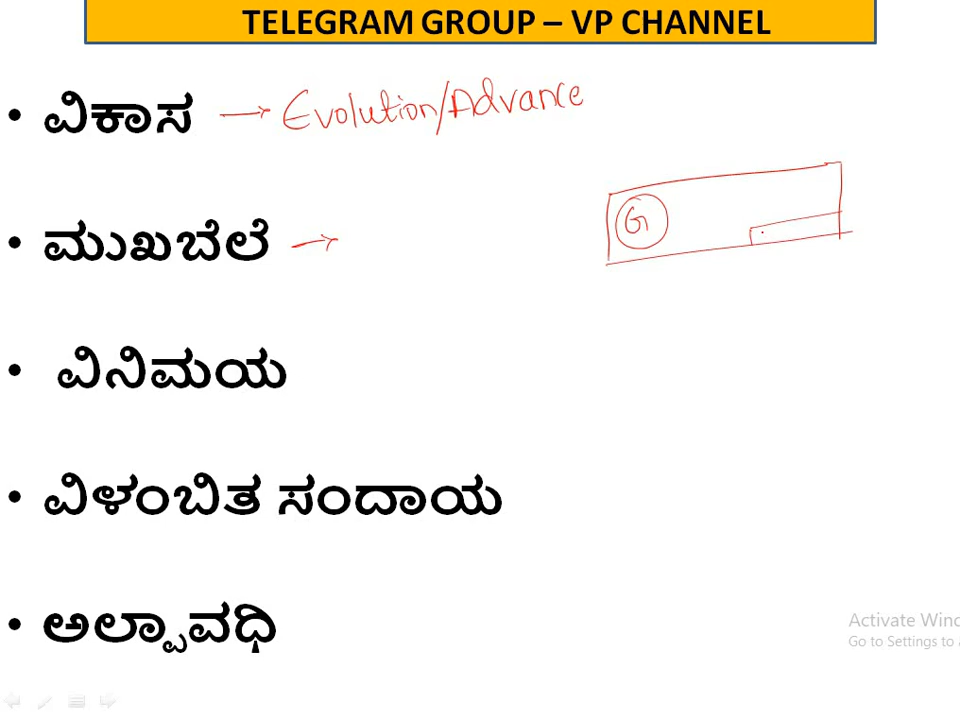 TELEGRAM GROUP – VP CHANNEL
• ವಿಕಾಸ → Evolution/Advance
• ಮುಖಬೆಲೆ →
G
• ವಿನಿಮಯ
• ವಿಳಂಬಿತ ಸಂದಾಯ
• ಅಲ್ಪಾವಧಿ
Activate Wind
Go to Settings to a